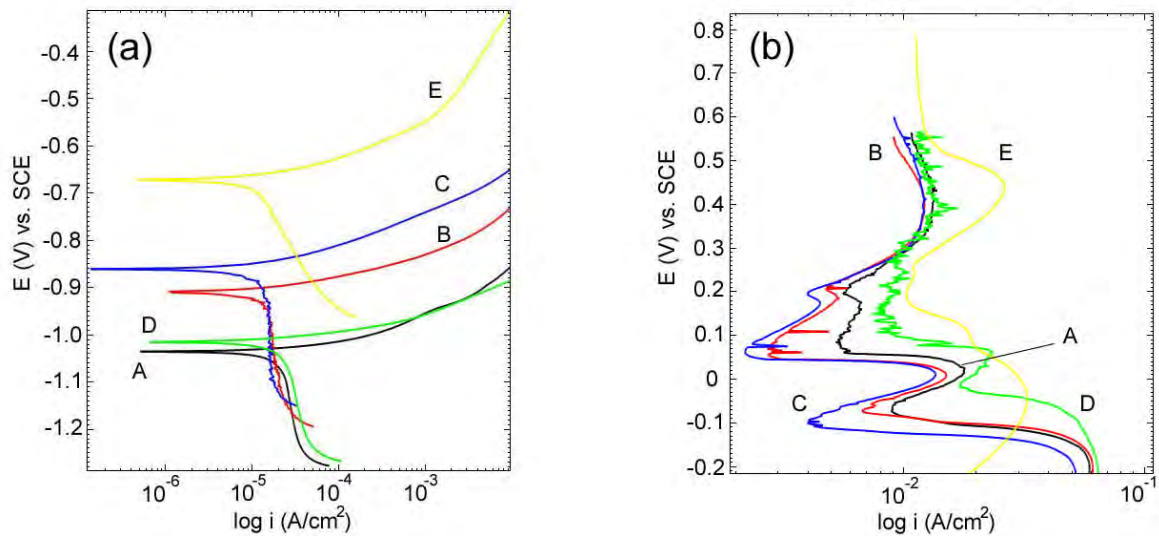 (a)
E (V) vs. SCE
-0.4
-0.5
-0.6
-0.7
-0.8
-0.9
-1.0
-1.1
-1.2
E
C
B
D
A
10-6
10-5
10-4
10-3
log i (A/cm2)
(b)
E (V) vs. SCE
0.8
0.7
0.6
0.5
0.4
0.3
0.2
0.1
0
-0.1
-0.2
B
E
A
C
D
10-2
10-1
log i (A/cm2)